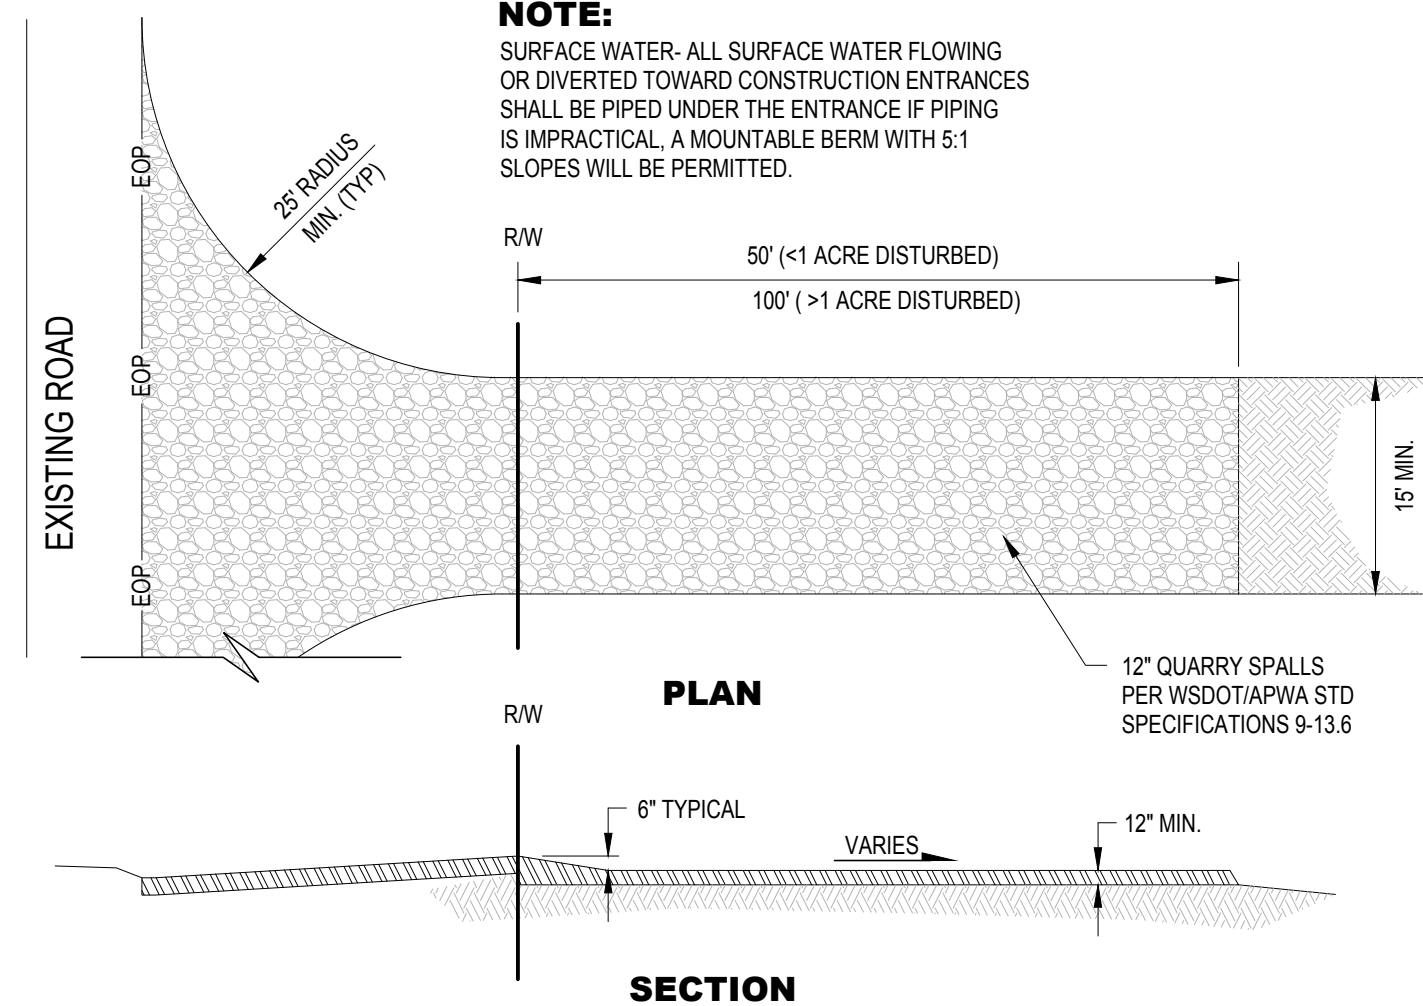 NOTE:
SURFACE WATER- ALL SURFACE WATER FLOWING
OR DIVERTED TOWARD CONSTRUCTION ENTRANCES
SHALL BE PIPED UNDER THE ENTRANCE IF PIPING
IS IMPRACTICAL, A MOUNTABLE BERM WITH 5:1
SLOPES WILL BE PERMITTED.
EOP
25' RADIUS
MIN. (TYP)
R/W
50' (<1 ACRE DISTURBED)
100' ( >1 ACRE DISTURBED)
EXISTING ROAD
EOP
15' MIN.
EOP
12" QUARRY SPALLS
PER WSDOT/APWA STD
SPECIFICATIONS 9-13.6
PLAN
R/W
6" TYPICAL
VARIES
12" MIN.
SECTION